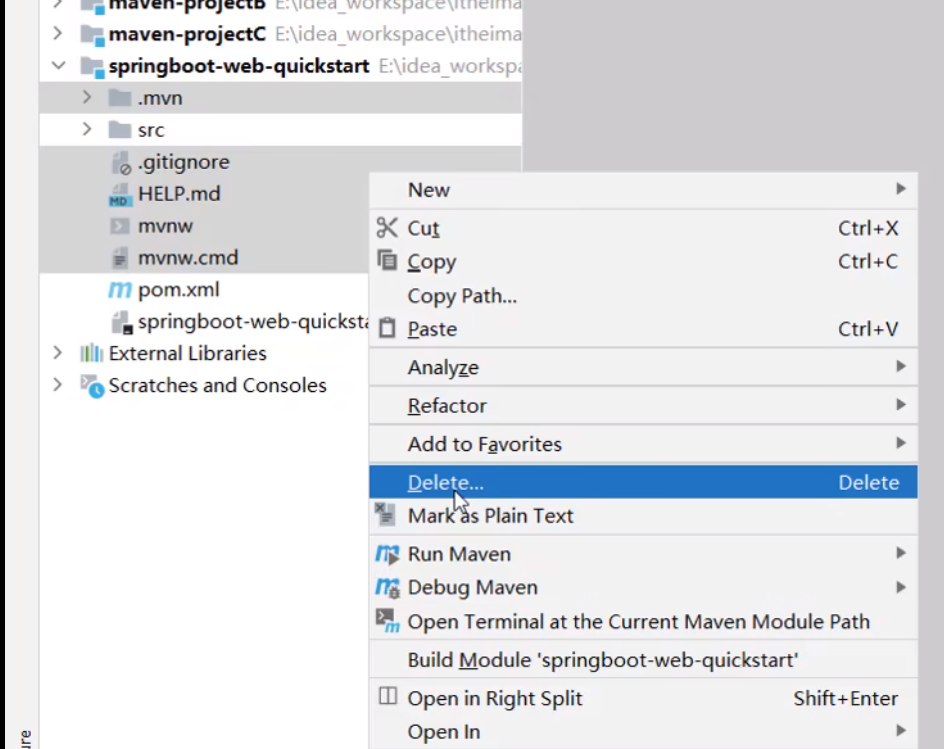 maven-projectB E:\idea_workspace\itheima
maven-projectC E:\idea_workspace\itheima
springboot-web-quickstart E:\idea_workspa
.mvn
src
.gitignore
HELP.md
mvnw
mvnw.cmd
pom.xml
springboot-web-quicksta
External Libraries
Scratches and Consoles
New
Cut Ctrl+X
Copy Ctrl+C
Copy Path...
Paste Ctrl+V
Analyze
Refactor
Add to Favorites
Delete... Delete
Mark as Plain Text
Run Maven
Debug Maven
Open Terminal at the Current Maven Module Path
Build Module 'springboot-web-quickstart'
Open in Right Split Shift+Enter
Open In
ure